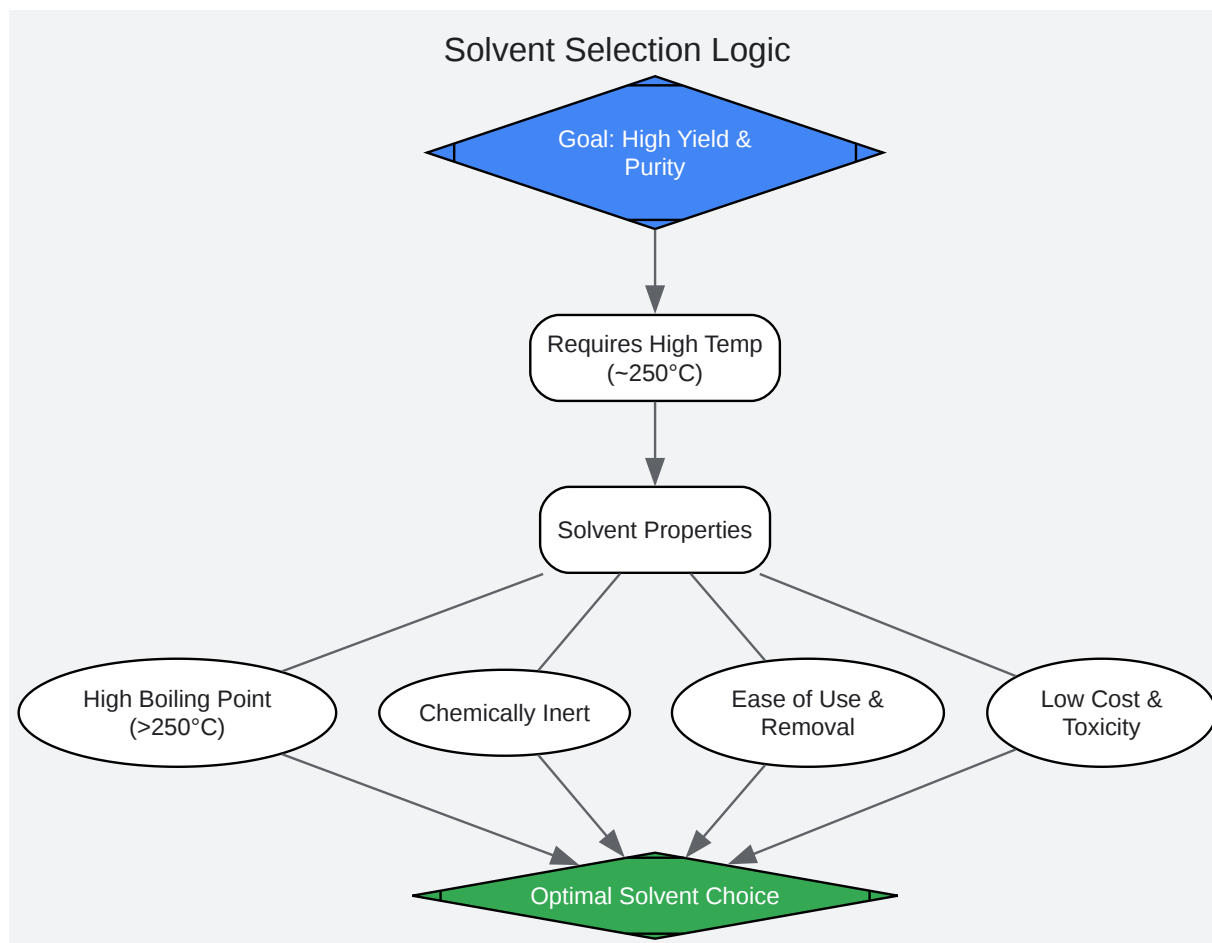 Solvent Selection Logic
Goal: High Yield &
Purity
Requires High Temp
(~250°C)
Solvent Properties
High Boiling Point
(>250°C)
Chemically Inert
Ease of Use &
Removal
Low Cost &
Toxicity
Optimal Solvent Choice